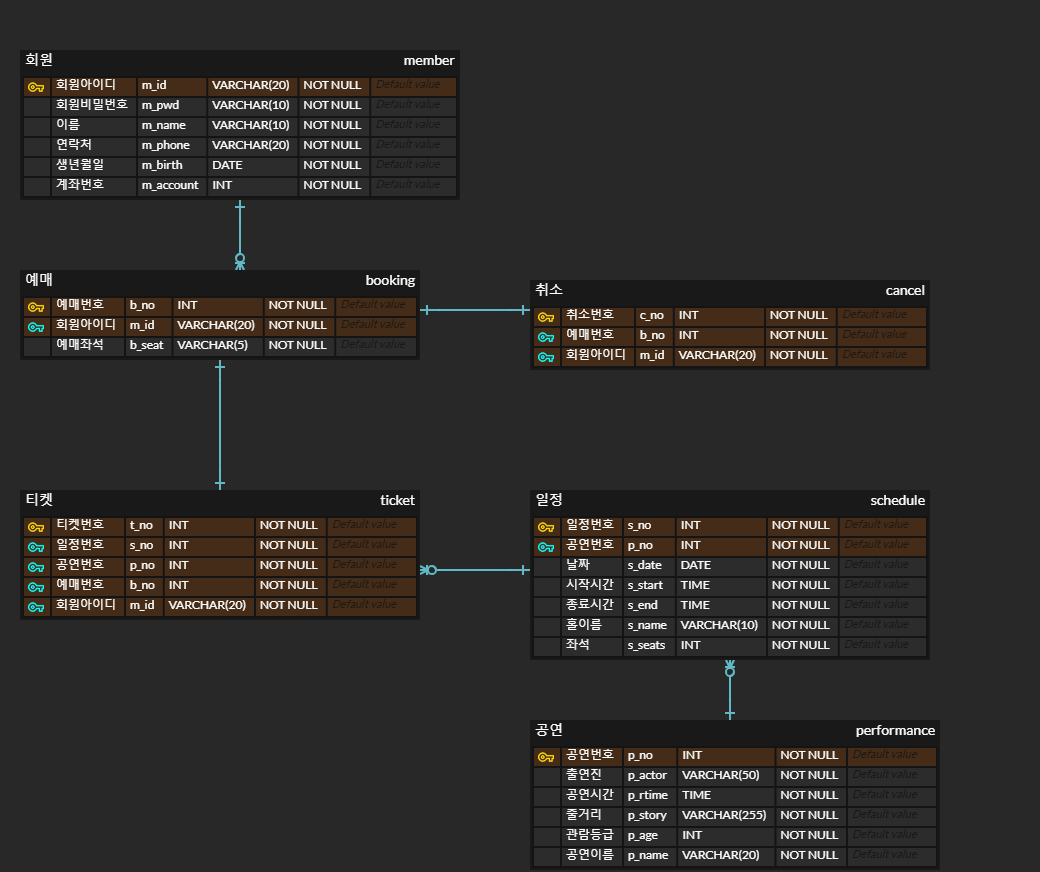 회원 member
회원아이디 m_id VARCHAR(20) NOT NULL Default value
회원비밀번호 m_pwd VARCHAR(10) NOT NULL Default value
이름 m_name VARCHAR(10) NOT NULL Default value
연락처 m_phone VARCHAR(20) NOT NULL Default value
생년월일 m_birth DATE NOT NULL Default value
계좌번호 m_account INT NOT NULL Default value
예매 booking
예매번호 b_no INT NOT NULL Default value
회원아이디 m_id VARCHAR(20) NOT NULL Default value
예매좌석 b_seat VARCHAR(5) NOT NULL Default value
취소 cancel
취소번호 c_no INT NOT NULL Default value
예매번호 b_no INT NOT NULL Default value
회원아이디 m_id VARCHAR(20) NOT NULL Default value
티켓 ticket
티켓번호 t_no INT NOT NULL Default value
일정번호 s_no INT NOT NULL Default value
공연번호 p_no INT NOT NULL Default value
예매번호 b_no INT NOT NULL Default value
회원아이디 m_id VARCHAR(20) NOT NULL Default value
일정 schedule
일정번호 s_no INT NOT NULL Default value
공연번호 p_no INT NOT NULL Default value
날짜 s_date DATE NOT NULL Default value
시작시간 s_start TIME NOT NULL Default value
종료시간 s_end TIME NOT NULL Default value
홀이름 s_name VARCHAR(10) NOT NULL Default value
좌석 s_seats INT NOT NULL Default value
공연 performance
공연번호 p_no INT NOT NULL Default value
출연진 p_actor VARCHAR(50) NOT NULL Default value
공연시간 p_rtime TIME NOT NULL Default value
줄거리 p_story VARCHAR(255) NOT NULL Default value
관람등급 p_age INT NOT NULL Default value
공연이름 p_name VARCHAR(20) NOT NULL Default value